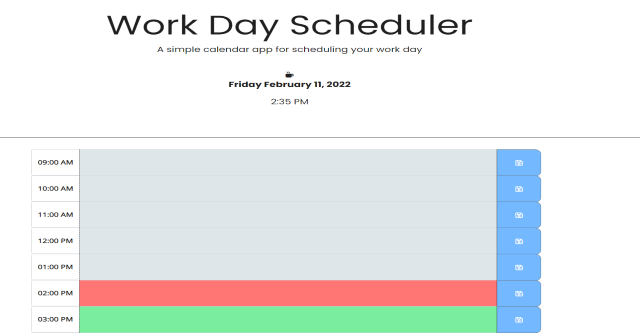 Work Day Scheduler
A simple calendar app for scheduling your work day
Friday February 11, 2022
2:35 PM
09:00 AM
10:00 AM
11:00 AM
12:00 PM
01:00 PM
02:00 PM
03:00 PM